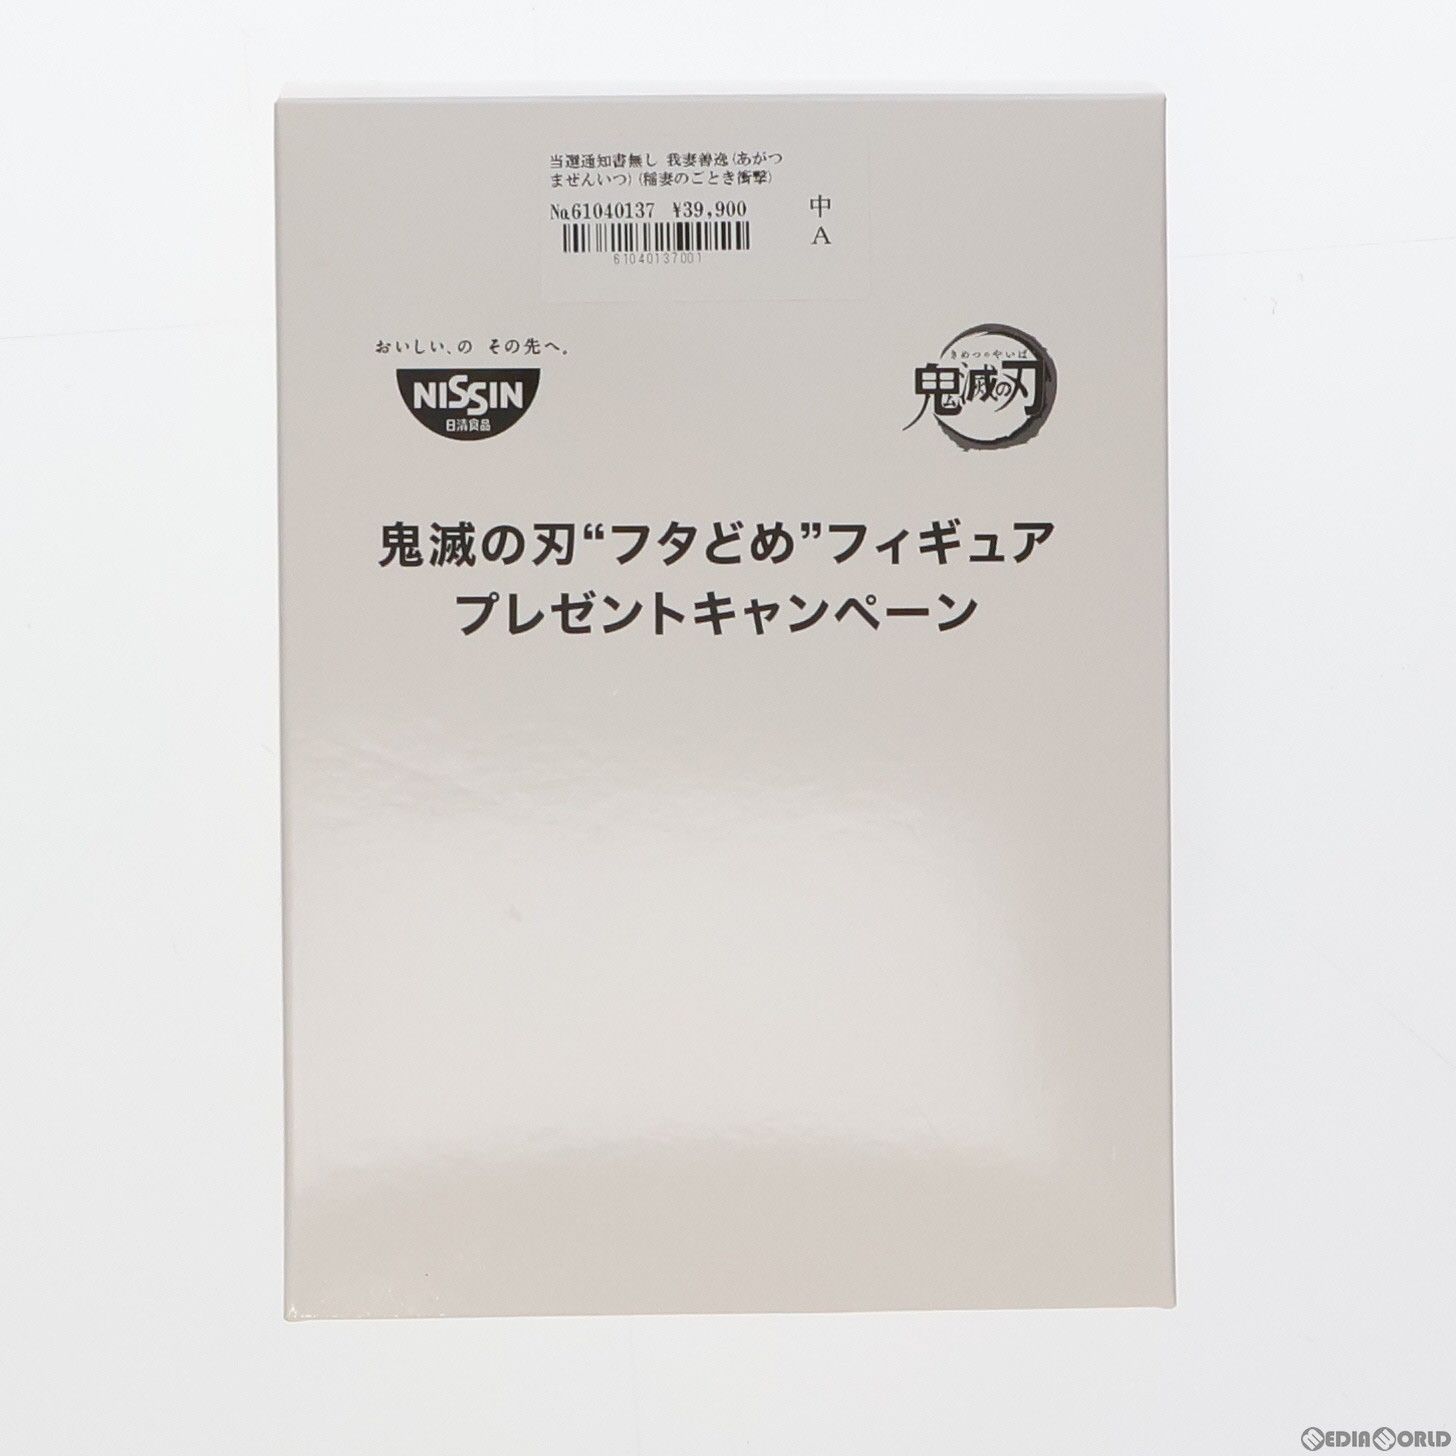 当選通知書無し 我妻善逸(あがつ
まぜんいつ) (稲妻のごとき衝撃)
No.61040137 ¥39,900
中
A
61040137001
おいしい、の その先へ。
NISSIN
日清食品
きめつのやいば
鬼滅の刃
鬼滅の刃“フタどめ”フィギュア
プレゼントキャンペーン
MEDIAWORLD